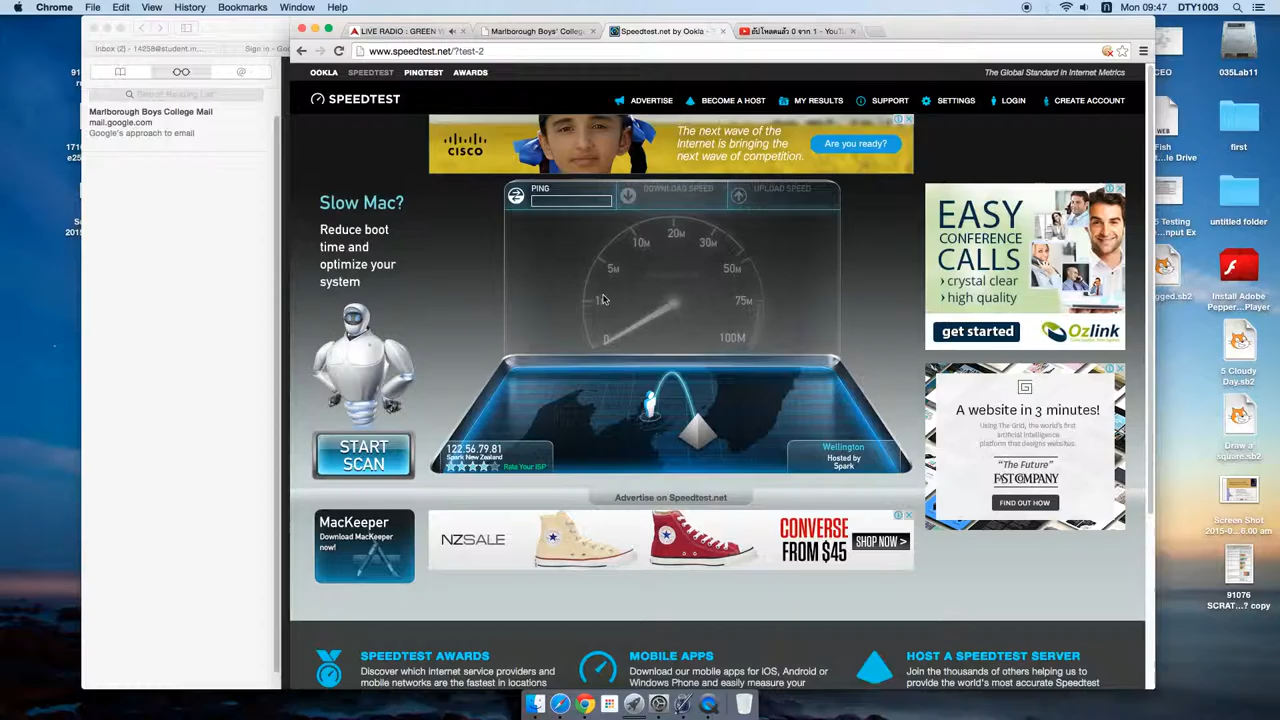 Chrome File Edit View History Bookmarks Window Help
Mon 09:47 DTY1003
Inbox (2) - 14258@student.m...
Sign in - Go
Search Reading List
Marlborough Boys College Mail
mail.google.com
Google's approach to email
LIVE RADIO : GREEN V
Marlborough Boys' Colleg
Speedtest.net by Ookla -
อัปโหลดแล้ว 0 จาก 1 - YouTu
www.speedtest.net/?test-2
OOKLA SPEEDTEST PINGTEST AWARDS
The Global Standard in Internet Metrics
SPEEDTEST
ADVERTISE BECOME A HOST MY RESULTS SUPPORT SETTINGS LOGIN CREATE ACCOUNT
CISCO
The next wave of the
Internet is bringing the
next wave of competition.
Are you ready?
Slow Mac?
Reduce boot
time and
optimize your
system
START
SCAN
PING
DOWNLOAD SPEED
UPLOAD SPEED
0
5M
10M
20M
30M
50M
75M
100M
122.56.79.81
Spark New Zealand
Rate Your ISP
Wellington
Hosted by
Spark
Advertise on Speedtest.net
EASY
CONFERENCE
CALLS
› crystal clear
› high quality
get started
Ozlink
G
A website in 3 minutes!
Using The Grid, the world's first
artificial intelligence
platform that designs websites.
"The Future"
FAST COMPANY
FIND OUT HOW
MacKeeper
Download MacKeeper
now!
NZSALE
CONVERSE
FROM $45
SHOP NOW >
SPEEDTEST AWARDS
Discover which internet service providers and
mobile networks are the fastest in locations
MOBILE APPS
Download our mobile apps for iOS, Android or
Windows Phone and easily measure your
HOST A SPEEDTEST SERVER
Join the thousands of others helping us to
provide the world's most accurate Speedtest
035Lab11
first
untitled folder
Install Adobe
Pepper...Player
5 Cloudy
Day.sb2
Draw a
square.sb2
Screen Shot
2015-0...6.00 am
91076
SCRAT...? copy
CEO
WEB
Fish
...le Drive
5 Testing
...nput Ex
gged.sb2